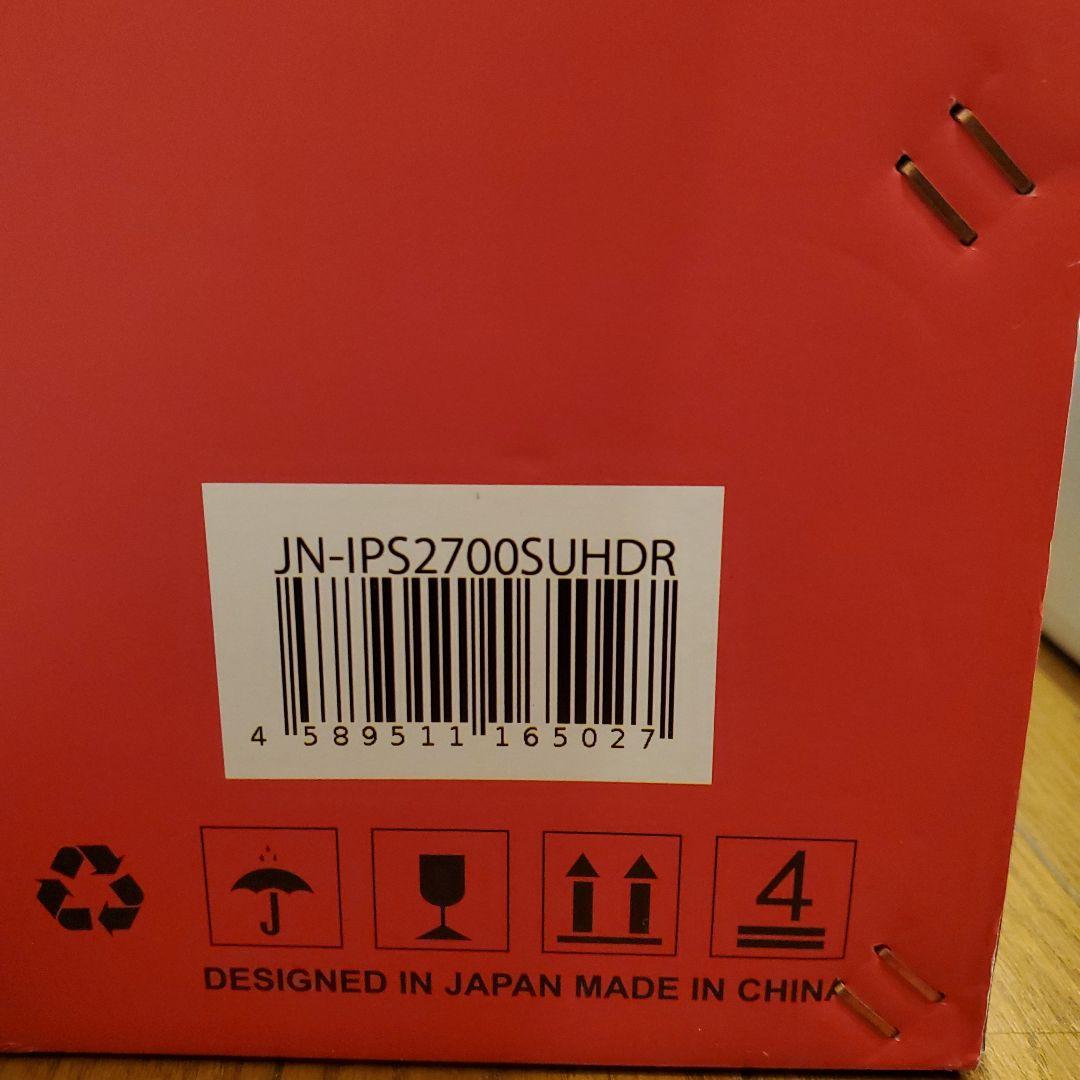 JN-IPS2700SUHDR
4 589511 165027
4
DESIGNED IN JAPAN MADE IN CHINA